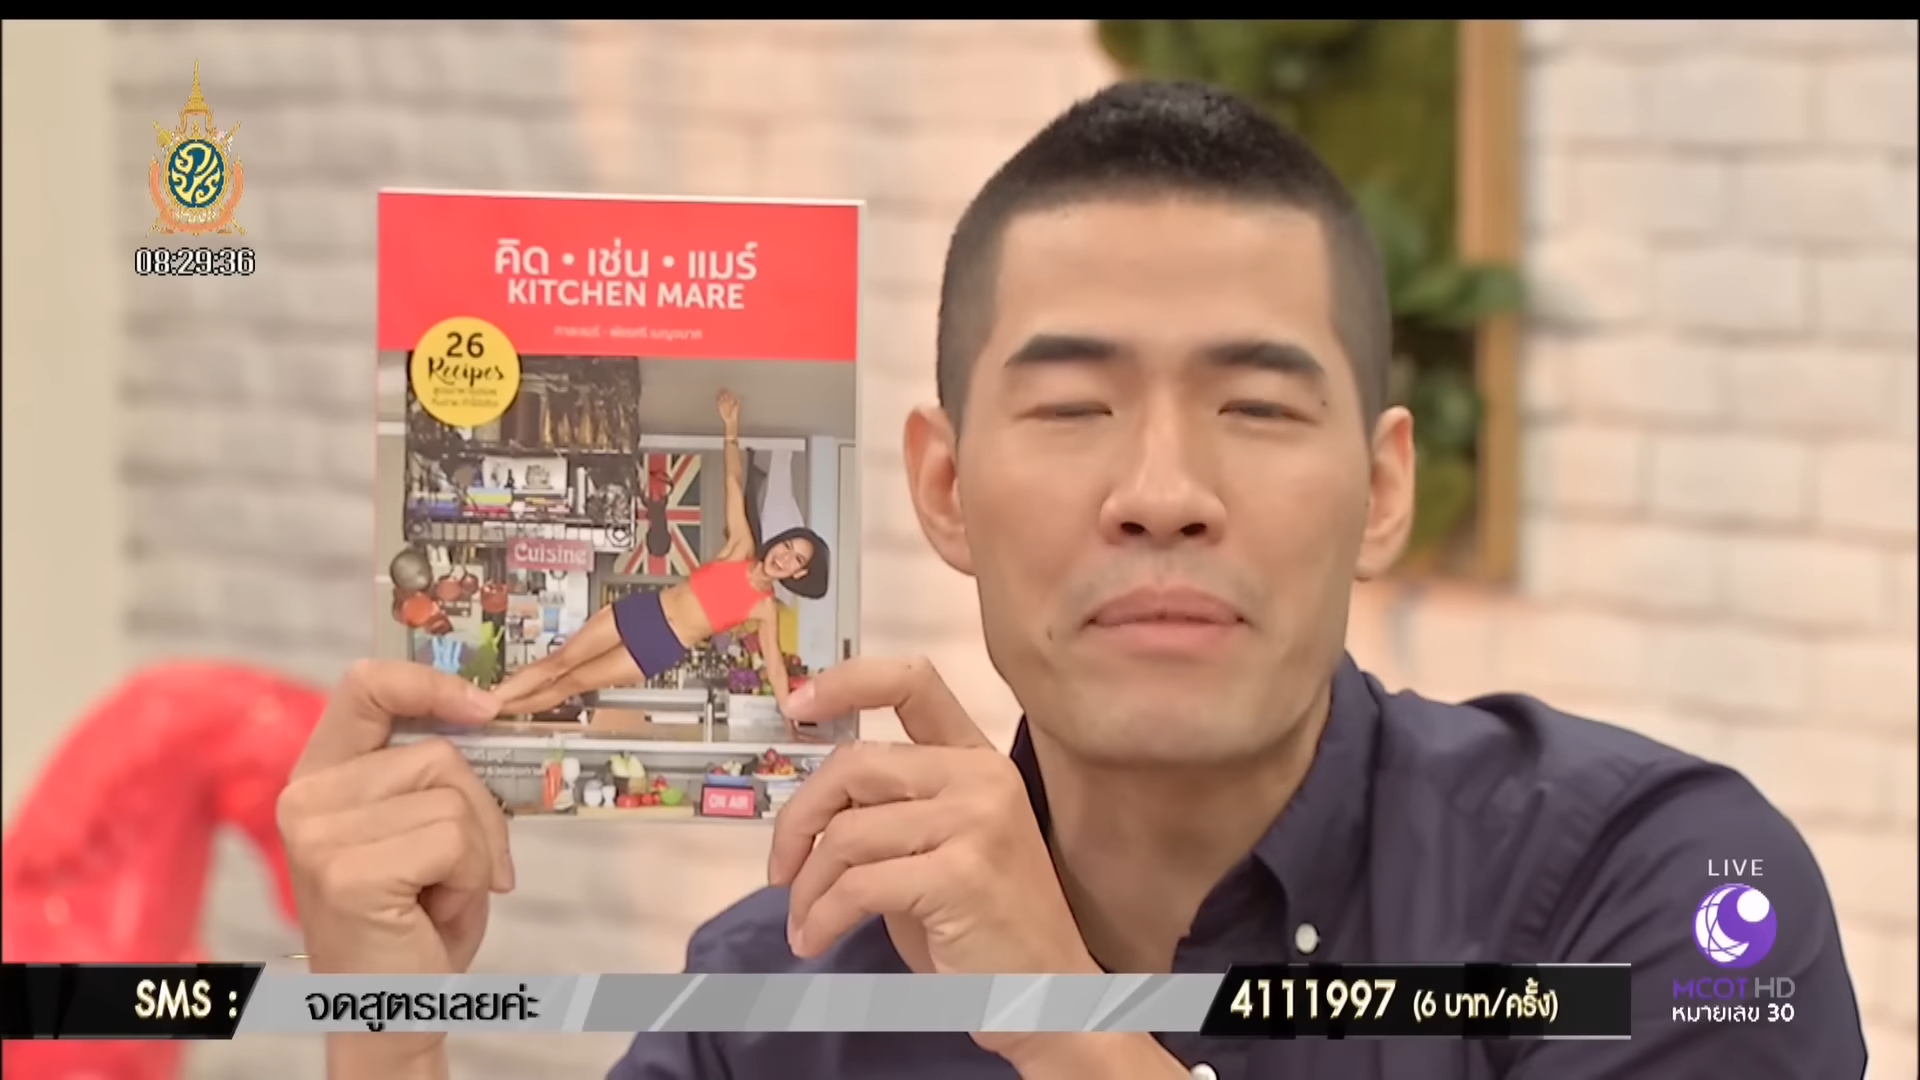 08:29:36
คิด • เช่น • แมร์
KITCHEN MARE
26
Recipes
Cuisine
ON AIR
LIVE
MCOT HD
หมายเลข 30
SMS :
จดสูตรเลยค่ะ
4111997 (6 บาท/ครั้ง)